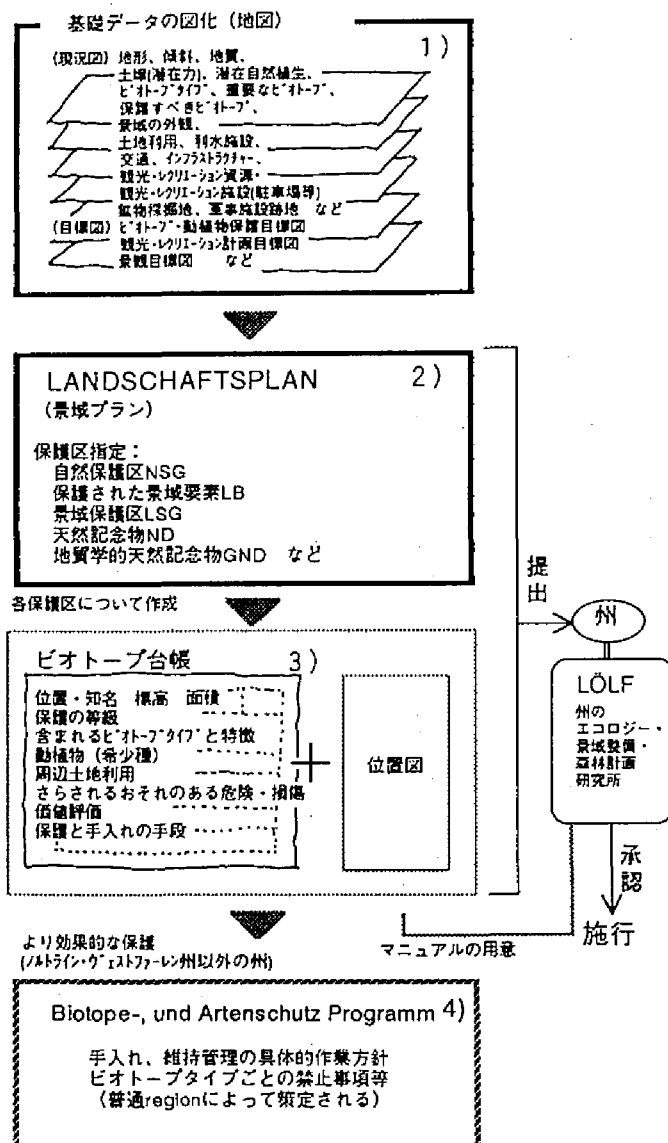 基礎データの図化（地図）
1）
(現況図) 地形、傾斜、地質、
土壌(潜在力)、潜在自然植生、
ﾋﾞｵﾄｰﾌﾟﾀｲﾌﾟ、重要なﾋﾞｵﾄｰﾌﾟ、
保護すべきﾋﾞｵﾄｰﾌﾟ、
景域の外観、
土地利用、利水施設、
交通、ｲﾝﾌﾗｽﾄﾗｸﾁｬｰ、
観光・ﾚｸﾘｴｰｼｮﾝ資源・
観光・ﾚｸﾘｴｰｼｮﾝ施設(駐車場等)
鉱物採掘地、軍事施設跡地　など
(目標図) ﾋﾞｵﾄｰﾌﾟ・動植物保護目標図
観光・ﾚｸﾘｴｰｼｮﾝ計画目標図
景観目標図　など
LANDSCHAFTSPLAN 2）
(景域プラン)
保護区指定：
自然保護区NSG
保護された景域要素LB
景域保護区LSG
天然記念物ND
地質学的天然記念物GND　など
各保護区について作成
ビオトープ台帳 3）
位置・知名　標高　面積
保護の等級
含まれるﾋﾞｵﾄｰﾌﾟﾀｲﾌﾟと特徴
動植物（希少種）
周辺土地利用
さらされるおそれのある危険・損傷
価値評価
保護と手入れの手段
＋
位置図
提出
州
LÖLF
州の
エコロジー・
景域整備・
森林計画
研究所
承認
施行
マニュアルの用意
より効果的な保護
(ﾉﾙﾄﾗｲﾝ・ｳﾞｪｽﾄﾌｧｰﾚﾝ州以外の州)
Biotope-, und Artenschutz Programm 4)
手入れ、維持管理の具体的作業方針
ビオトープタイプごとの禁止事項等
（普通regionによって策定される）